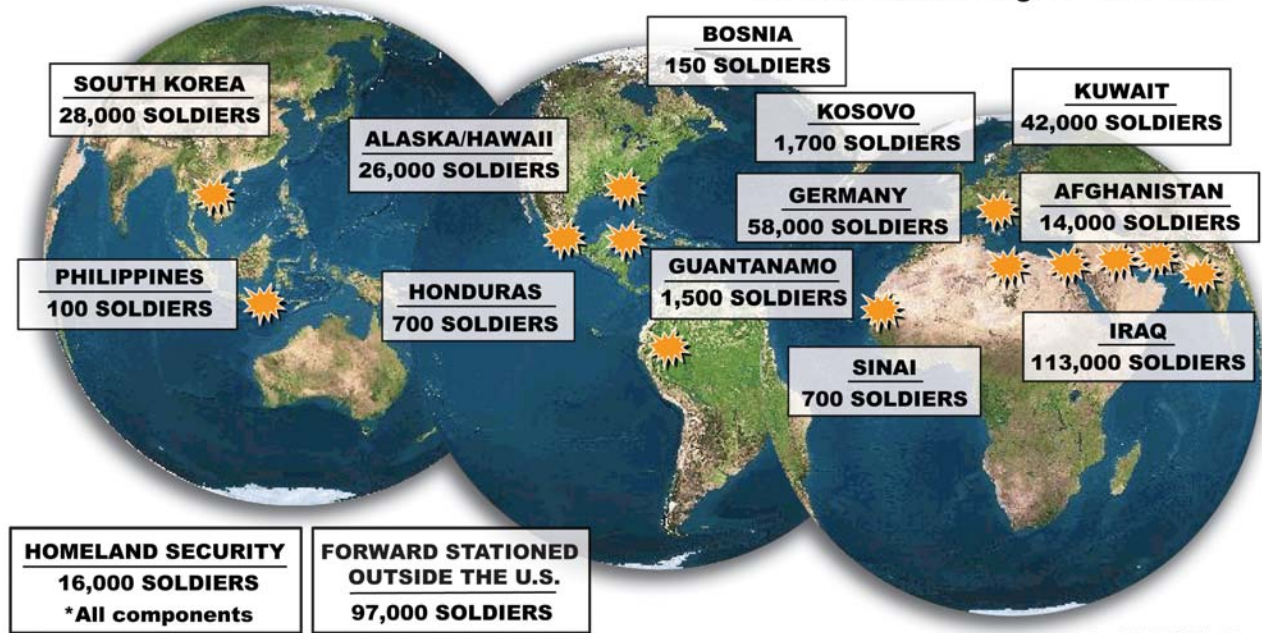 BOSNIA
150 SOLDIERS
SOUTH KOREA
28,000 SOLDIERS
KUWAIT
42,000 SOLDIERS
KOSOVO
1,700 SOLDIERS
ALASKA/HAWAII
26,000 SOLDIERS
GERMANY
58,000 SOLDIERS
AFGHANISTAN
14,000 SOLDIERS
PHILIPPINES
100 SOLDIERS
HONDURAS
700 SOLDIERS
GUANTANAMO
1,500 SOLDIERS
SINAI
700 SOLDIERS
IRAQ
113,000 SOLDIERS
HOMELAND SECURITY
16,000 SOLDIERS
*All components
FORWARD STATIONED
OUTSIDE THE U.S.
97,000 SOLDIERS